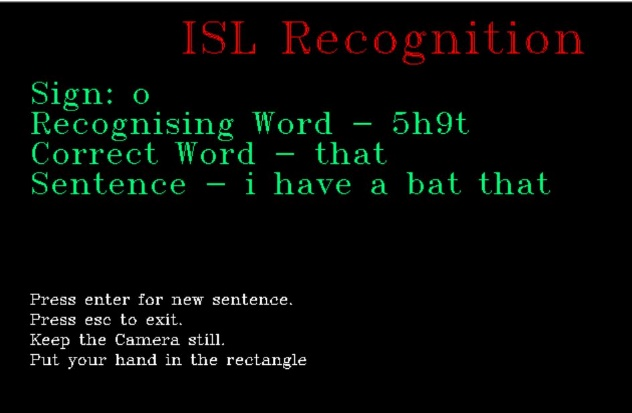 ISL Recognition
Sign: o
Recognising Word - 5h9t
Correct Word - that
Sentence - i have a bat that
Press enter for new sentence.
Press esc to exit.
Keep the Camera still.
Put your hand in the rectangle